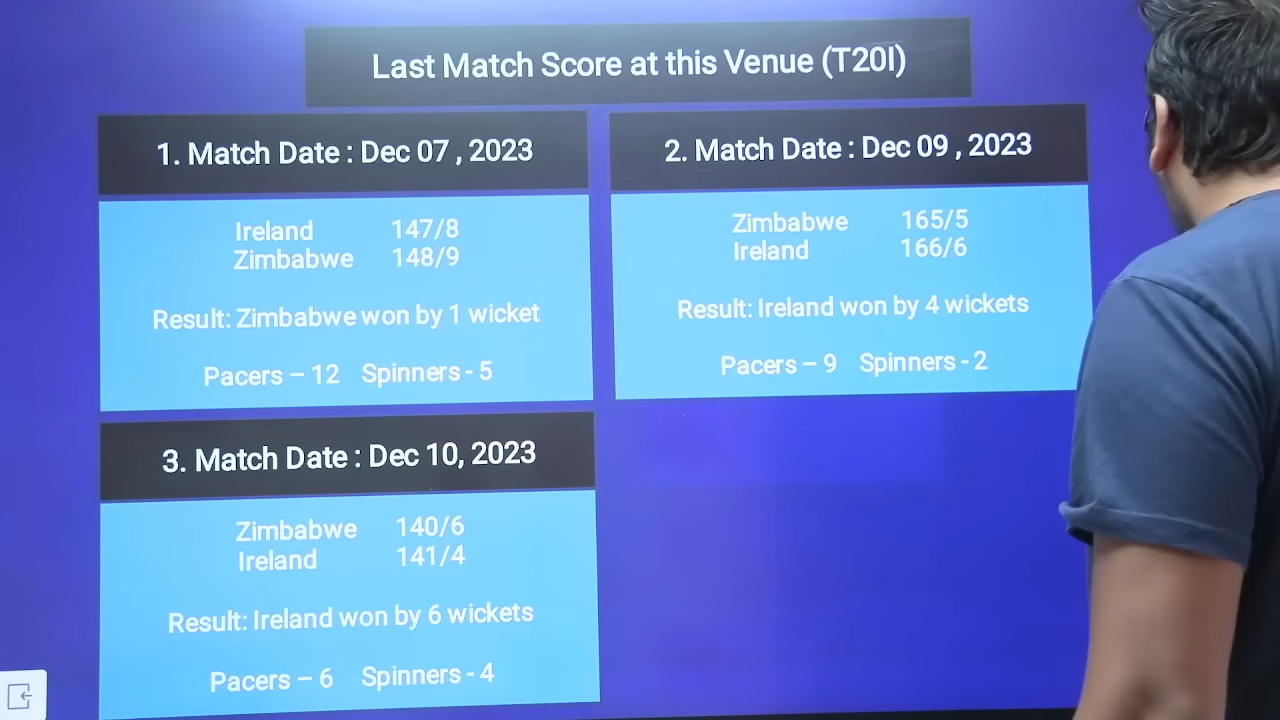 Last Match Score at this Venue (T20I)
1. Match Date : Dec 07 , 2023
Ireland 147/8
Zimbabwe 148/9
Result: Zimbabwe won by 1 wicket
Pacers – 12 Spinners - 5
2. Match Date : Dec 09 , 2023
Zimbabwe 165/5
Ireland 166/6
Result: Ireland won by 4 wickets
Pacers – 9 Spinners - 2
3. Match Date : Dec 10, 2023
Zimbabwe 140/6
Ireland 141/4
Result: Ireland won by 6 wickets
Pacers – 6 Spinners - 4